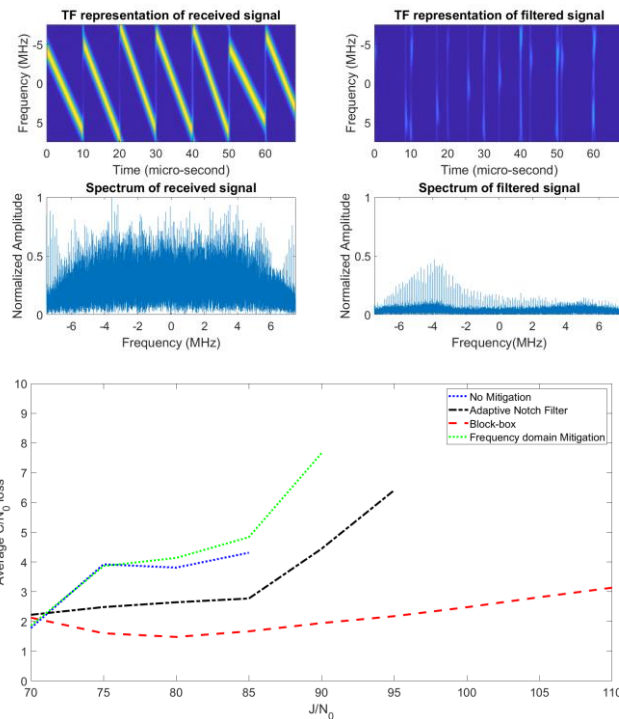 TF representation of received signal
Frequency (MHz)
-5
0
5
0 10 20 30 40 50 60
Time (micro-second)
TF representation of filtered signal
Frequency (MHz)
-5
0
5
0 10 20 30 40 50 60
Time (micro-second)
Spectrum of received signal
Normalized Amplitude
1
0.5
0
-6 -4 -2 0 2 4 6
Frequency (MHz)
Spectrum of filtered signal
Normalized Amplitude
1
0.5
0
-6 -4 -2 0 2 4 6
Frequency(MHz)
Average C/N0 loss
10
9
8
7
6
5
4
3
2
1
0
70 75 80 85 90 95 100 105 110
J/N0
No Mitigation
Adaptive Notch Filter
Block-box
Frequency domain Mitigation